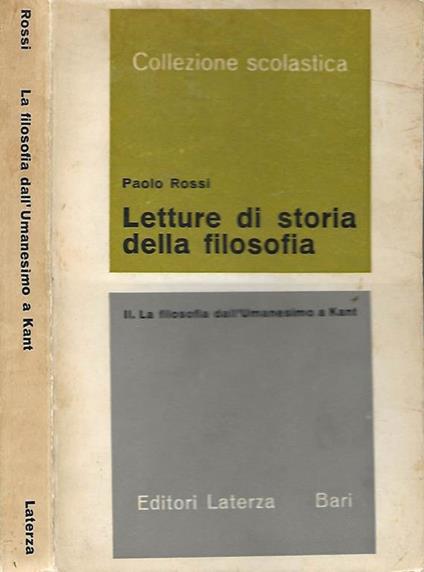 Rossi   La filosofia dall'Umanesimo a Kant   Laterza
Collezione scolastica
Paolo Rossi
Letture di storia
della filosofia
II. La filosofia dall'Umanesimo a Kant
Editori Laterza   Bari